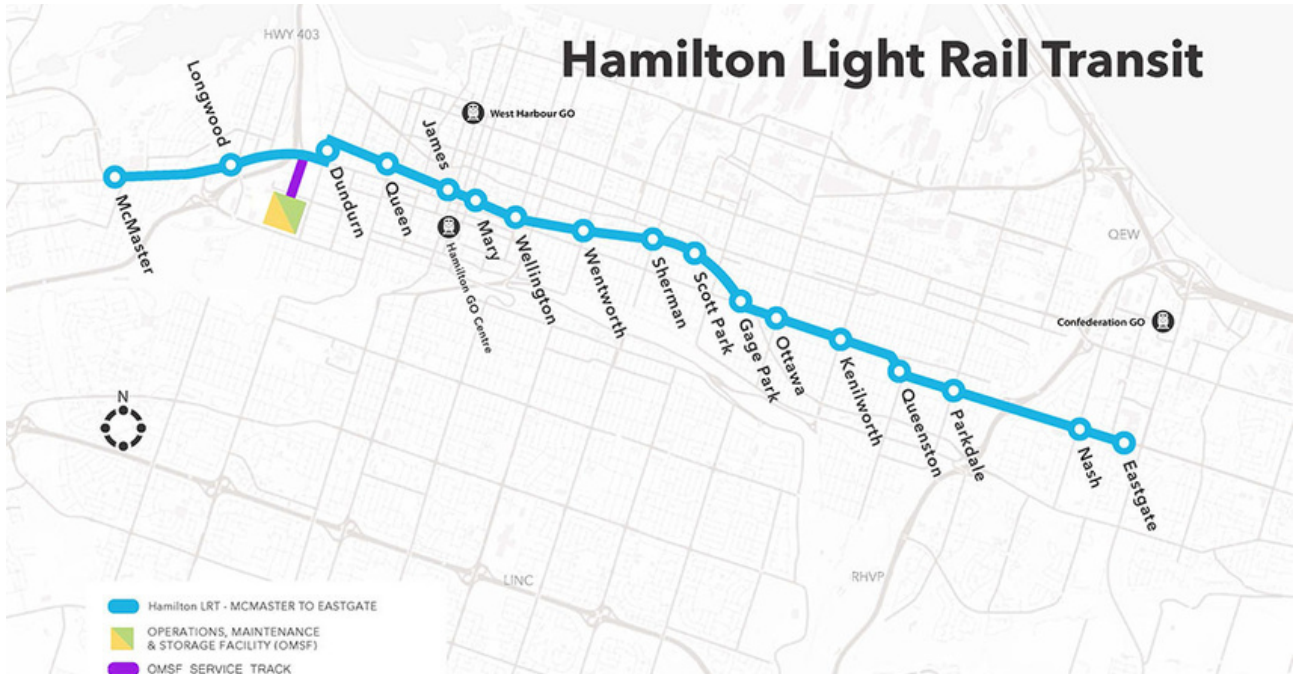 Hamilton Light Rail Transit
HWY 403
West Harbour GO
Longwood
James
McMaster
Dundurn
Queen
Mary
Hamilton GO Centre
Wellington
Wentworth
Sherman
Scott Park
Gage Park
Ottawa
Kenilworth
Queenston
Parkdale
Nash
Eastgate
QEW
Confederation GO
N
LINC
RHVP
Hamilton LRT - MCMASTER TO EASTGATE
OPERATIONS, MAINTENANCE
& STORAGE FACILITY (OMSF)
OMSF SERVICE TRACK